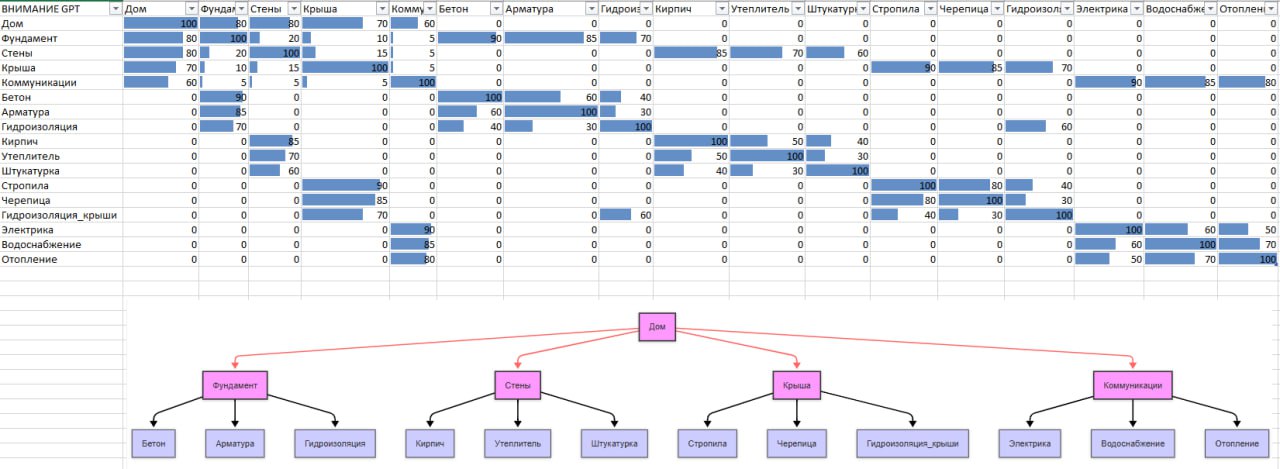 ВНИМАНИЕ GPT Дом Фундам Стены Крыша Комму Бетон Арматура Гидроиз Кирпич Утеплитель Штукатурк Стропила Черепица Гидроизол Электрика Водоснабже Отоплени
Дом 100 80 80 70 60 0 0 0 0 0 0 0 0 0 0 0 0
Фундамент 80 100 20 10 5 90 85 70 0 0 0 0 0 0 0 0 0
Стены 80 20 100 15 5 0 0 0 85 70 60 0 0 0 0 0 0
Крыша 70 10 15 100 5 0 0 0 0 0 0 90 85 70 0 0 0
Коммуникации 60 5 5 5 100 0 0 0 0 0 0 0 0 0 90 85 80
Бетон 0 90 0 0 0 100 60 40 0 0 0 0 0 0 0 0 0
Арматура 0 85 0 0 0 60 100 30 0 0 0 0 0 0 0 0 0
Гидроизоляция 0 70 0 0 0 40 30 100 0 0 0 0 0 60 0 0 0
Кирпич 0 0 85 0 0 0 0 0 100 50 40 0 0 0 0 0 0
Утеплитель 0 0 70 0 0 0 0 0 50 100 30 0 0 0 0 0 0
Штукатурка 0 0 60 0 0 0 0 0 40 30 100 0 0 0 0 0 0
Стропила 0 0 0 90 0 0 0 0 0 0 0 100 80 40 0 0 0
Черепица 0 0 0 85 0 0 0 0 0 0 0 80 100 30 0 0 0
Гидроизоляция_крыши 0 0 0 70 0 0 0 60 0 0 0 40 30 100 0 0 0
Электрика 0 0 0 0 90 0 0 0 0 0 0 0 0 0 100 60 50
Водоснабжение 0 0 0 0 85 0 0 0 0 0 0 0 0 0 60 100 70
Отопление 0 0 0 0 80 0 0 0 0 0 0 0 0 0 50 70 100
Дом
Фундамент Стены Крыша Коммуникации
Бетон Арматура Гидроизоляция Кирпич Утеплитель Штукатурка Стропила Черепица Гидроизоляция_крыши Электрика Водоснабжение Отопление